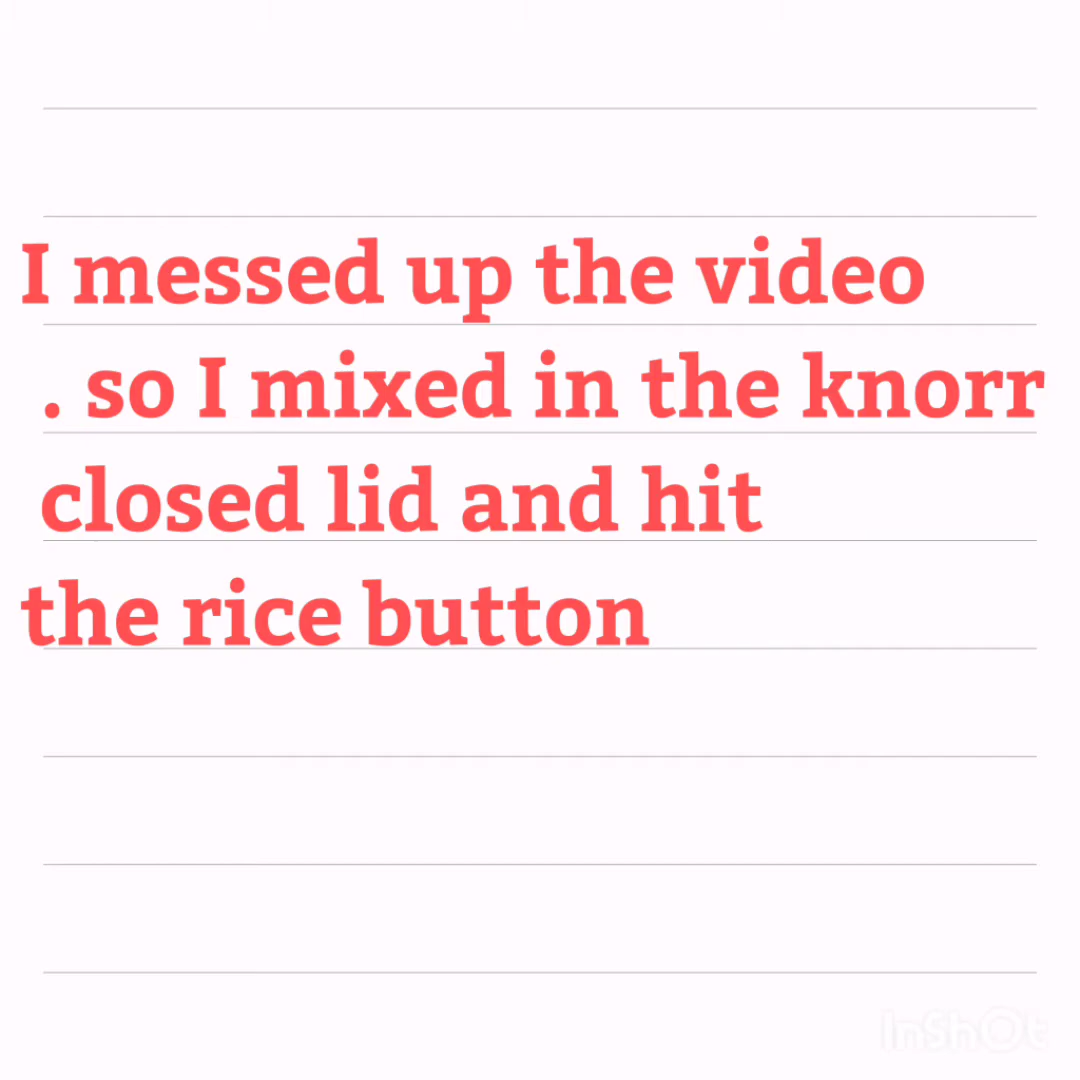 I messed up the video
. so I mixed in the knorr
closed lid and hit
the rice button
InShOt